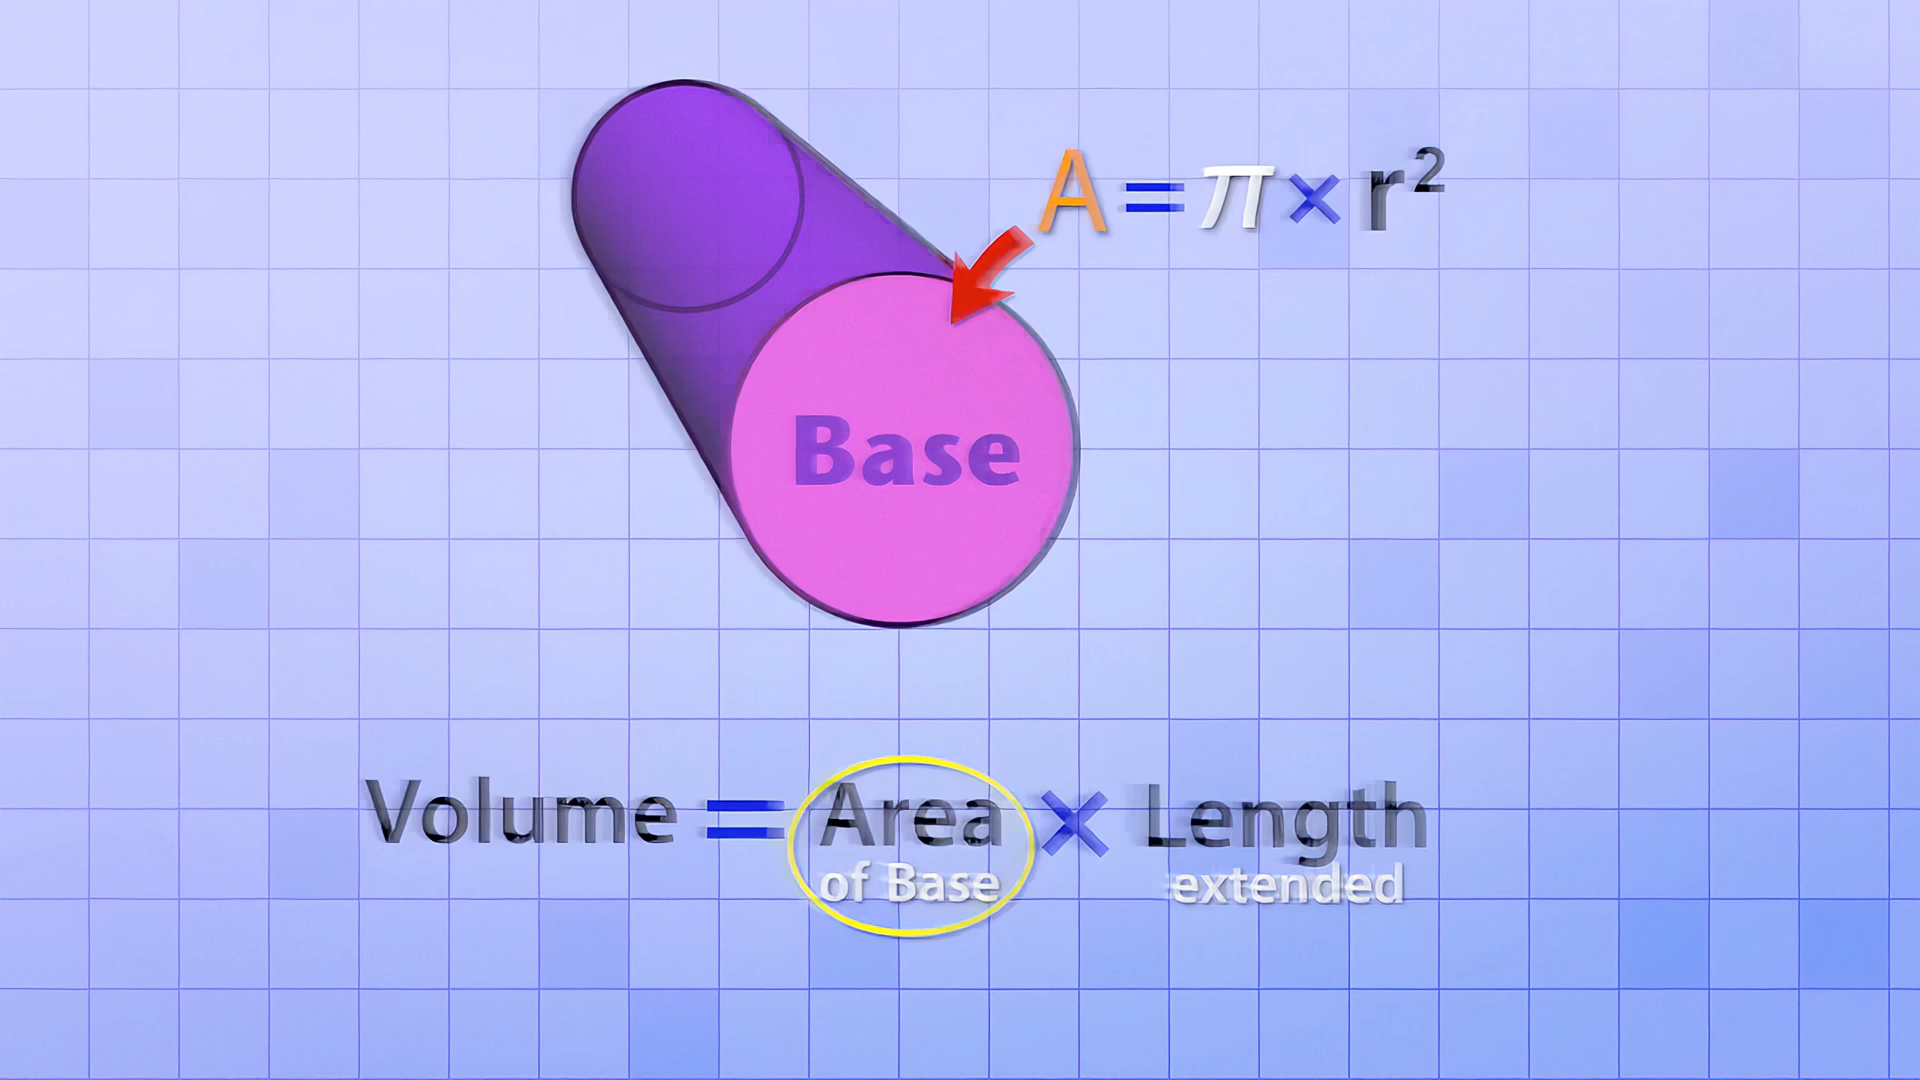 A = π × r²
Base
Volume = Area × Length
of Base extended